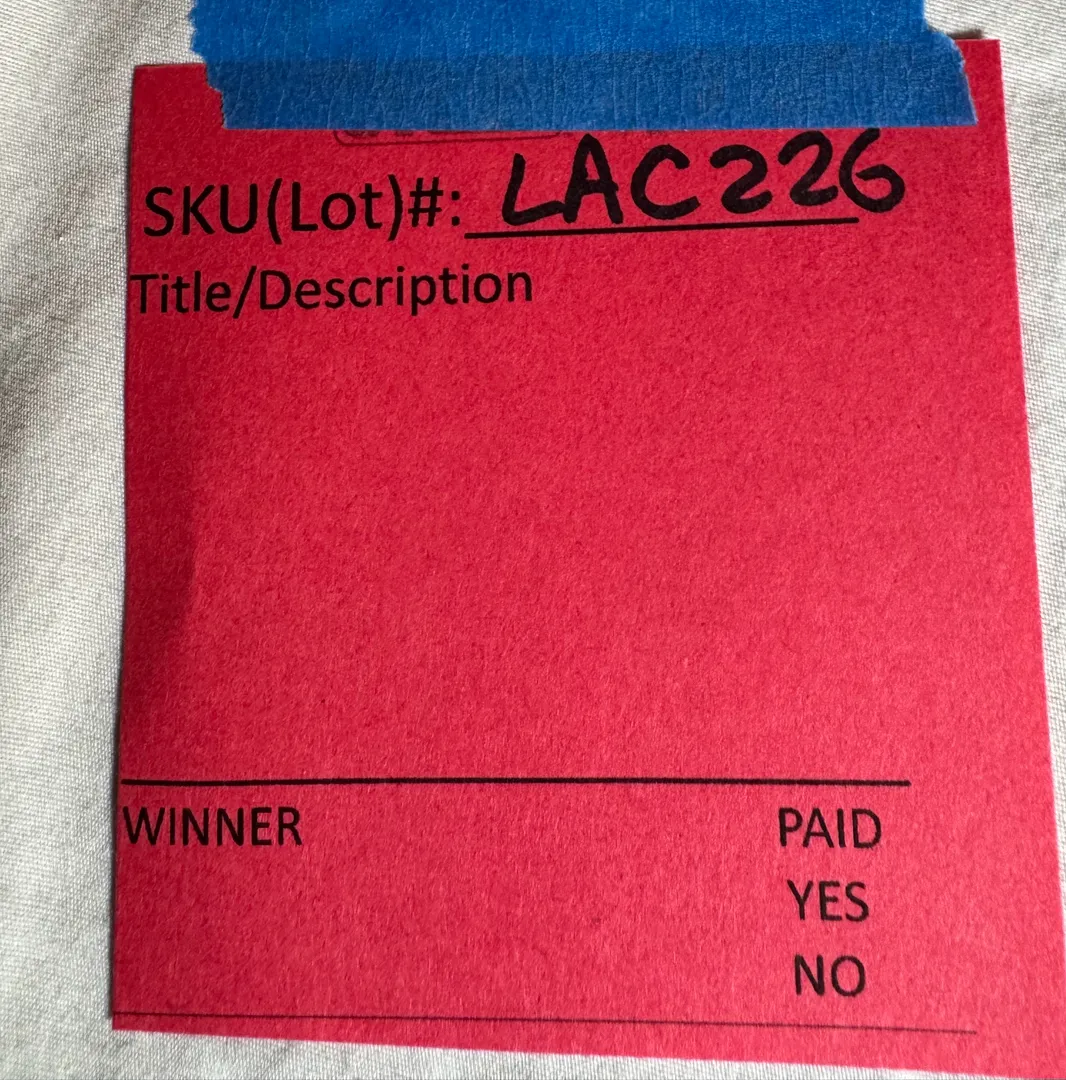 SKU(Lot)#: LAC226
Title/Description
WINNER PAID
YES
NO